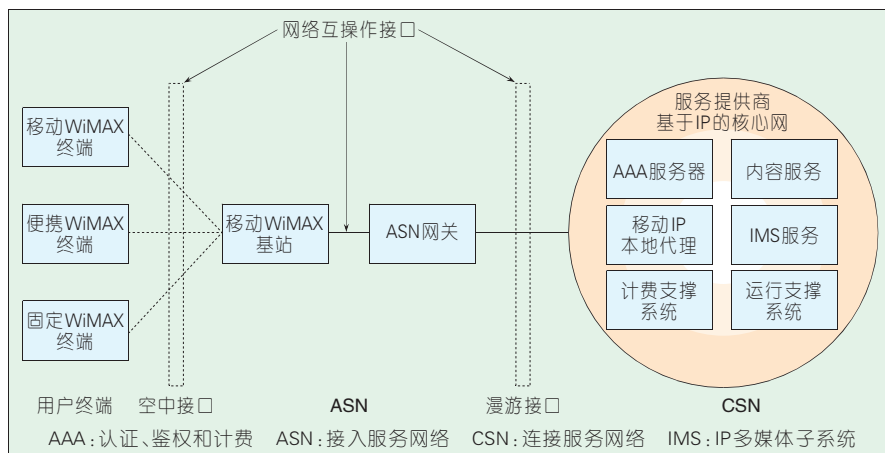 网络互操作接口
服务提供商
基于IP的核心网
移动WiMAX
终端
AAA服务器
内容服务
便携WiMAX
终端
移动WiMAX
基站
ASN网关
移动IP
本地代理
IMS服务
固定WiMAX
终端
计费支撑
系统
运行支撑
系统
用户终端 空中接口 ASN 漫游接口 CSN
AAA:认证、鉴权和计费 ASN:接入服务网络 CSN:连接服务网络 IMS:IP多媒体子系统